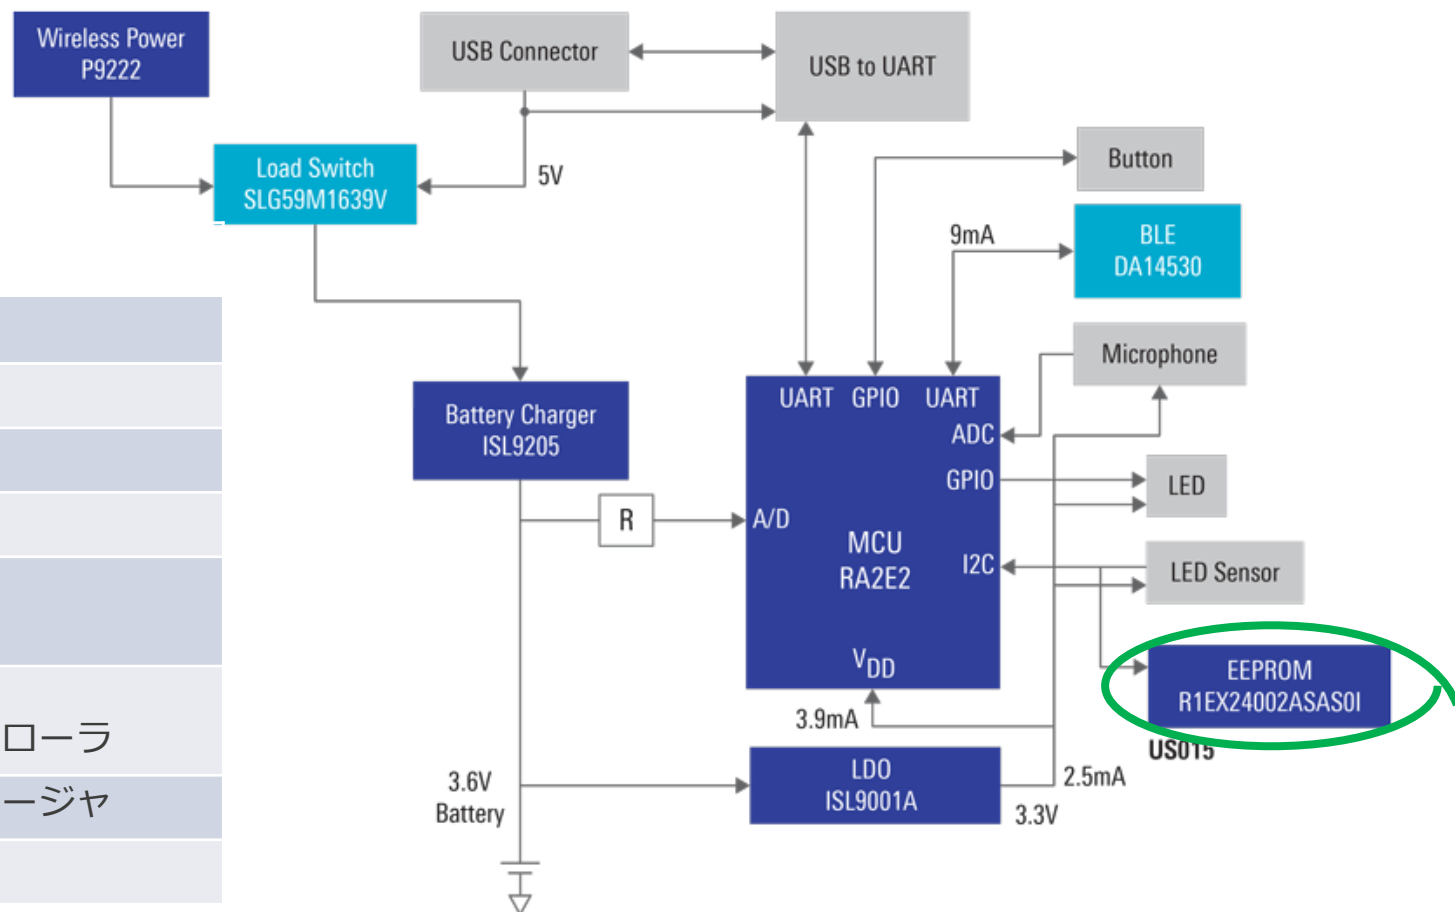 Wireless Power
P9222
USB Connector
USB to UART
Load Switch
SLG59M1639V
5V
Button
9mA
BLE
DA14530
Microphone
UART GPIO UART
ADC
Battery Charger
ISL9205
GPIO
LED
R
A/D
MCU
RA2E2
I2C
LED Sensor
VDD
EEPROM
R1EX24002ASAS0I
US015
3.9mA
LDO
ISL9001A
2.5mA
3.3V
3.6V
Battery
ローラ
ージャ